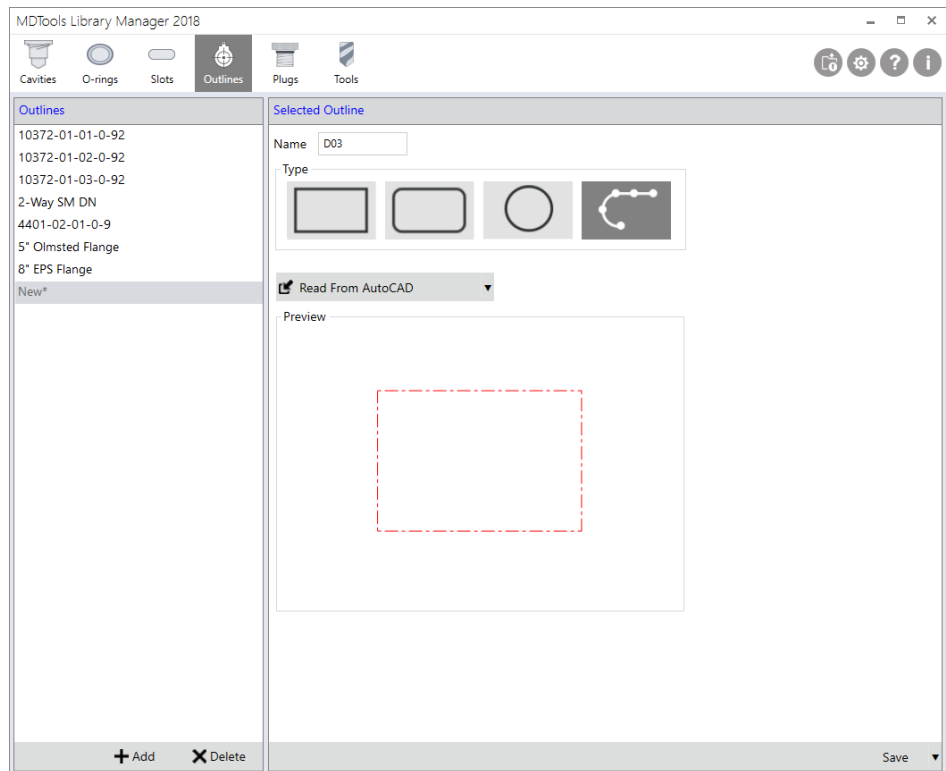 MDTools Library Manager 2018
Cavities O-rings Slots Outlines Plugs Tools
Outlines
10372-01-01-0-92
10372-01-02-0-92
10372-01-03-0-92
2-Way SM DN
4401-02-01-0-9
5" Olmsted Flange
8" EPS Flange
New*
Add Delete
Selected Outline
Name D03
Type
Read From AutoCAD
Preview
Save